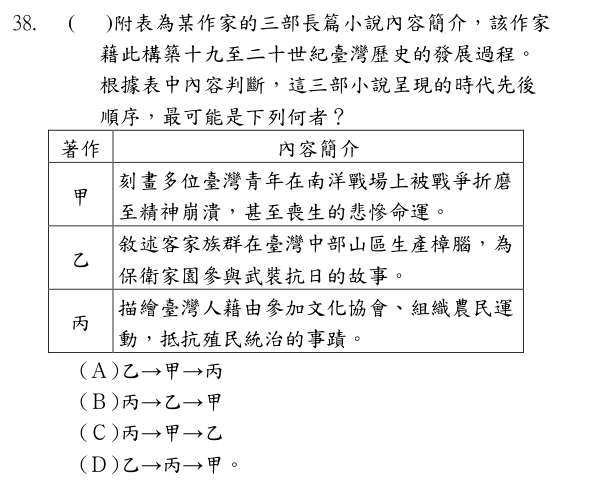 38. (　)附表為某作家的三部長篇小說內容簡介，該作家
藉此構築十九至二十世紀臺灣歷史的發展過程。
根據表中內容判斷，這三部小說呈現的時代先後
順序，最可能是下列何者？
著作 內容簡介
甲 刻畫多位臺灣青年在南洋戰場上被戰爭折磨
至精神崩潰，甚至喪生的悲慘命運。
乙 敘述客家族群在臺灣中部山區生產樟腦，為
保衛家園參與武裝抗日的故事。
丙 描繪臺灣人藉由參加文化協會、組織農民運
動，抵抗殖民統治的事蹟。
（A）乙→甲→丙
（B）丙→乙→甲
（C）丙→甲→乙
（D）乙→丙→甲。